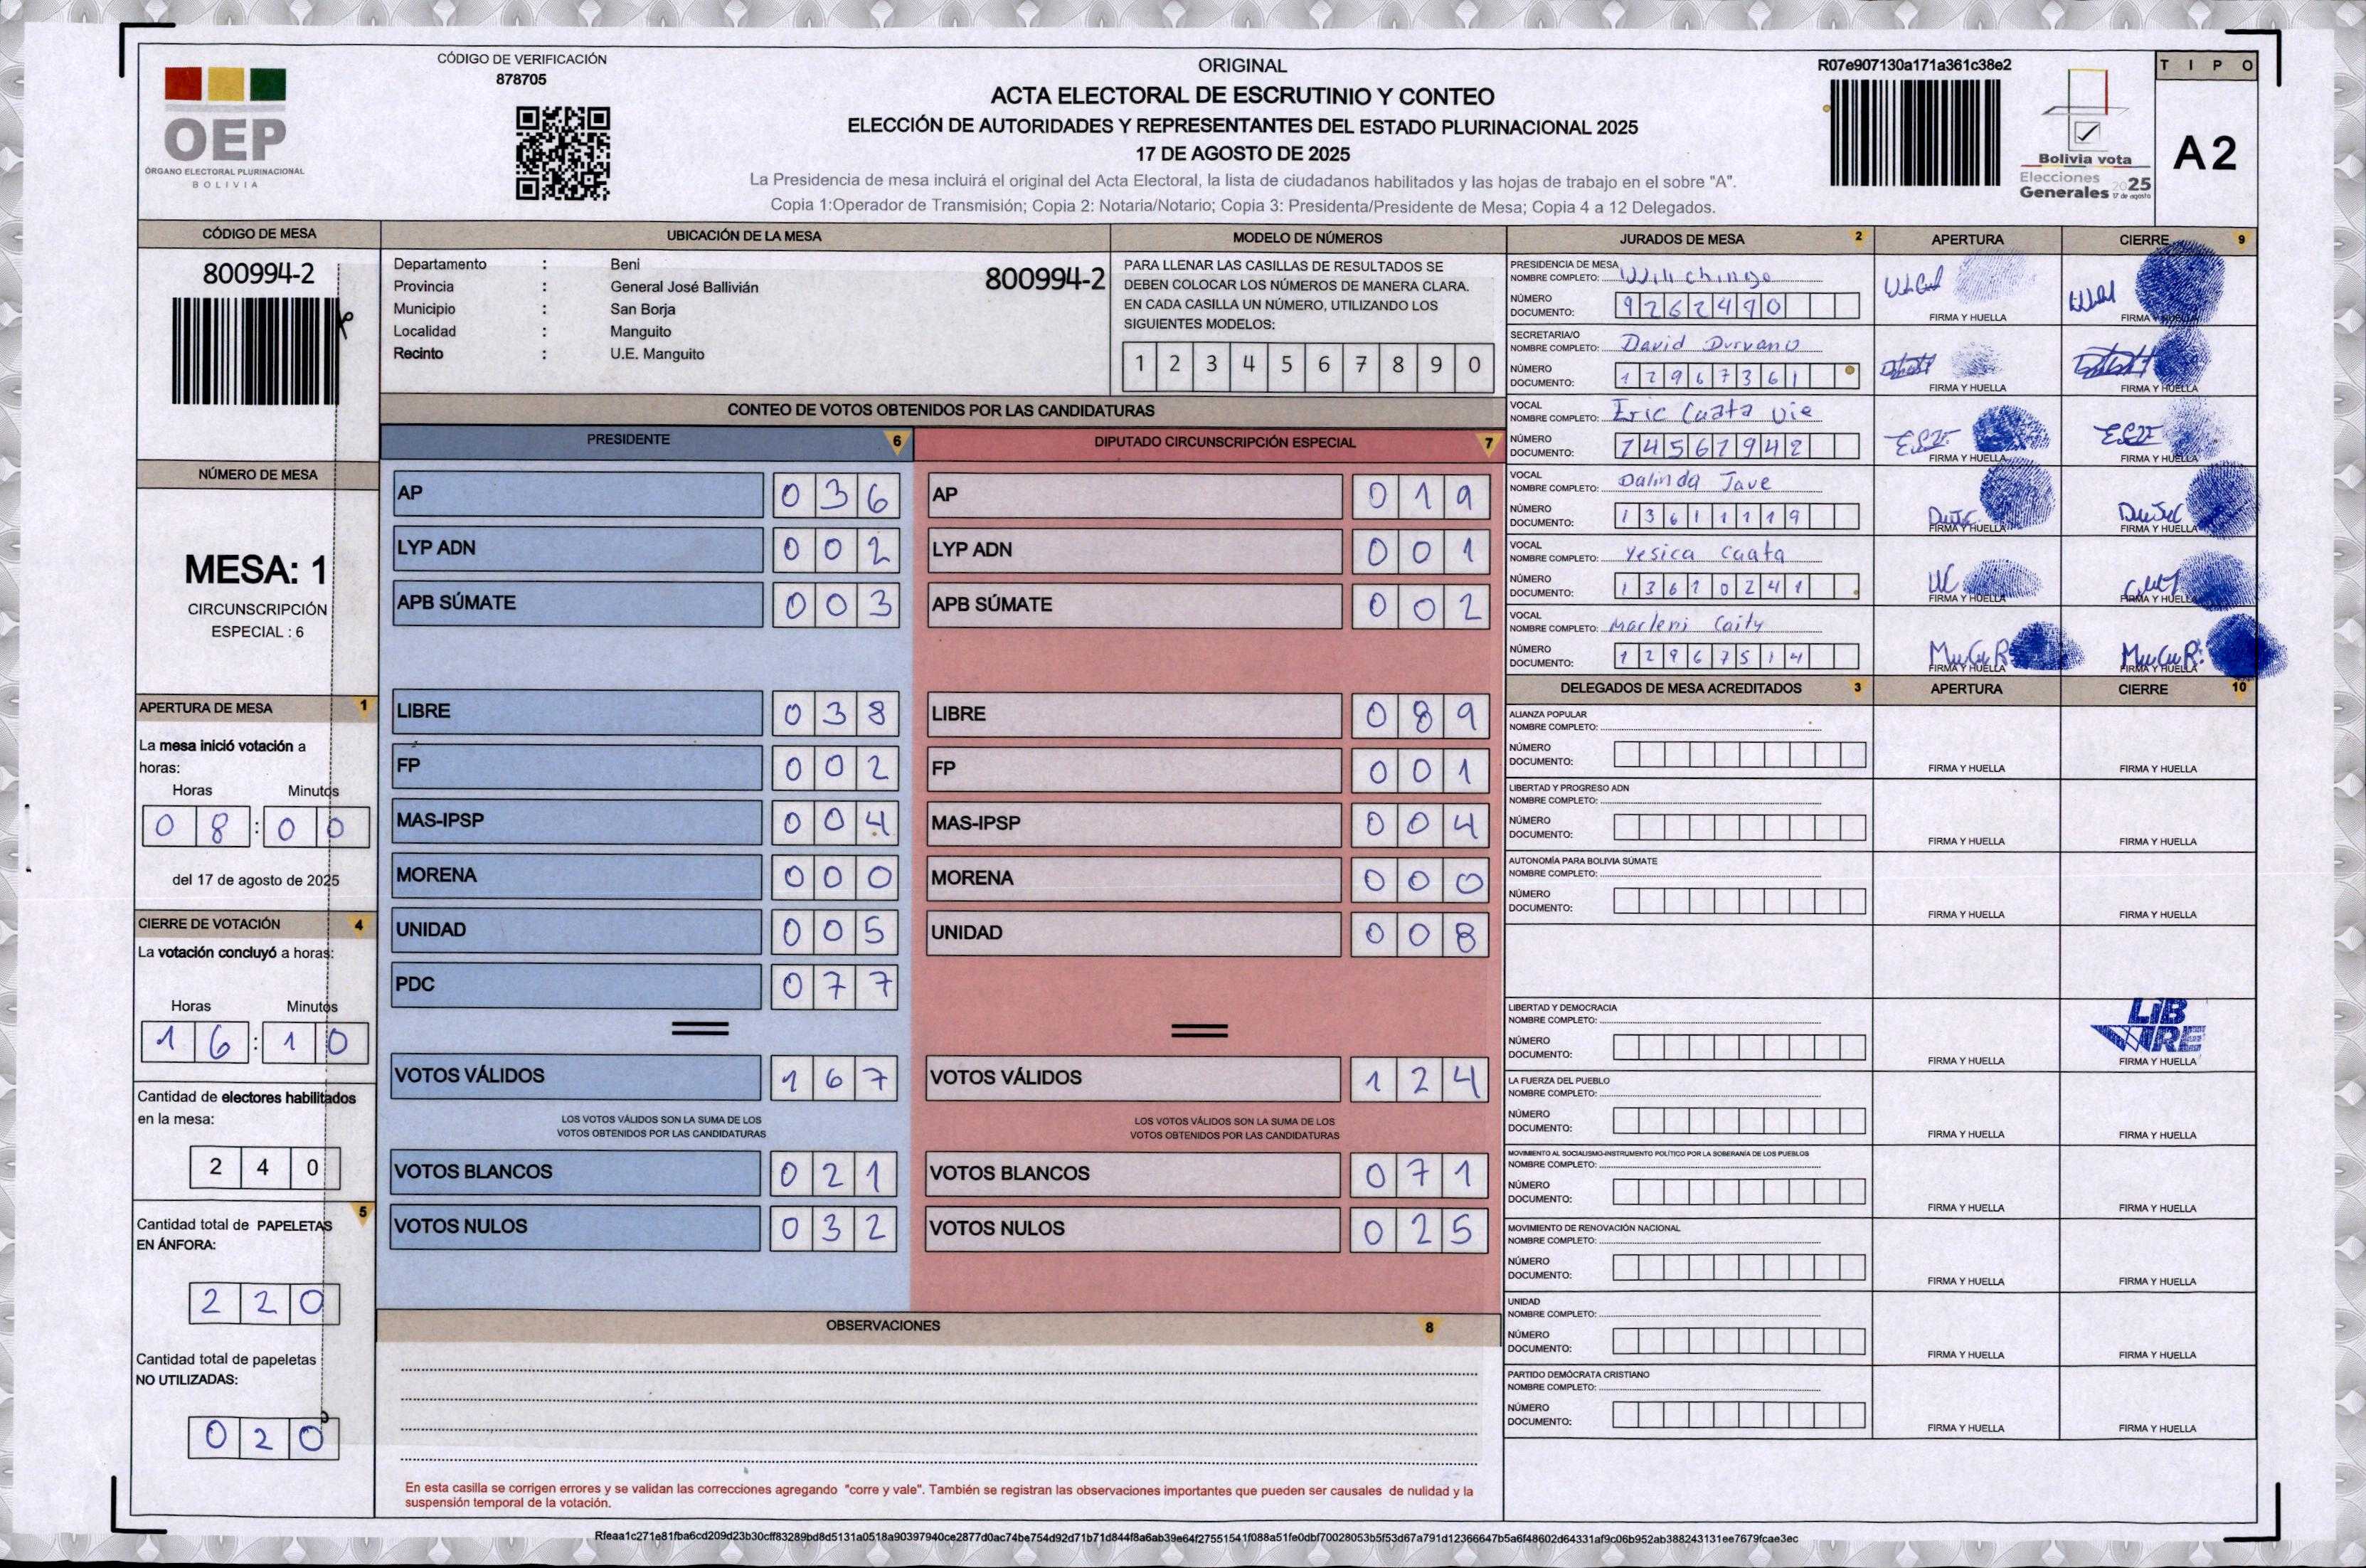 CÓDIGO DE VERIFICACIÓN
878705
OEP
ÓRGANO ELECTORAL PLURINACIONAL
BOLIVIA
ORIGINAL
ACTA ELECTORAL DE ESCRUTINIO Y CONTEO
ELECCIÓN DE AUTORIDADES Y REPRESENTANTES DEL ESTADO PLURINACIONAL 2025
17 DE AGOSTO DE 2025
La Presidencia de mesa incluirá el original del Acta Electoral, la lista de ciudadanos habilitados y las hojas de trabajo en el sobre "A".
Copia 1:Operador de Transmisión; Copia 2: Notaria/Notario; Copia 3: Presidenta/Presidente de Mesa; Copia 4 a 12 Delegados.
R07e907130a171a361c38e2
Bolivia vota
Elecciones
Generales 2025
17 de agosto
TIPO
A2
CÓDIGO DE MESA
800994-2
NÚMERO DE MESA
MESA: 1
CIRCUNSCRIPCIÓN
ESPECIAL : 6
APERTURA DE MESA 1
La mesa inició votación a
horas:
Horas Minutos
08:00
del 17 de agosto de 2025
CIERRE DE VOTACIÓN 4
La votación concluyó a horas:
Horas Minutos
16:10
Cantidad de electores habilitados
en la mesa:
240
5
Cantidad total de PAPELETAS
EN ÁNFORA:
220
Cantidad total de papeletas
NO UTILIZADAS:
020
UBICACIÓN DE LA MESA
Departamento : Beni
800994-2
Provincia : General José Ballivián
Municipio : San Borja
Localidad : Manguito
Recinto : U.E. Manguito
MODELO DE NÚMEROS
PARA LLENAR LAS CASILLAS DE RESULTADOS SE
DEBEN COLOCAR LOS NÚMEROS DE MANERA CLARA.
EN CADA CASILLA UN NÚMERO, UTILIZANDO LOS
SIGUIENTES MODELOS:
1 2 3 4 5 6 7 8 9 0
CONTEO DE VOTOS OBTENIDOS POR LAS CANDIDATURAS
PRESIDENTE 6
AP 036
LYP ADN 002
APB SÚMATE 003
LIBRE 038
FP 002
MAS-IPSP 004
MORENA 000
UNIDAD 005
PDC 077
VOTOS VÁLIDOS 167
LOS VOTOS VÁLIDOS SON LA SUMA DE LOS
VOTOS OBTENIDOS POR LAS CANDIDATURAS
VOTOS BLANCOS 021
VOTOS NULOS 032
DIPUTADO CIRCUNSCRIPCIÓN ESPECIAL 7
AP 019
LYP ADN 001
APB SÚMATE 002
LIBRE 089
FP 001
MAS-IPSP 004
MORENA 000
UNIDAD 008
VOTOS VÁLIDOS 124
LOS VOTOS VÁLIDOS SON LA SUMA DE LOS
VOTOS OBTENIDOS POR LAS CANDIDATURAS
VOTOS BLANCOS 071
VOTOS NULOS 025
OBSERVACIONES 8
En esta casilla se corrigen errores y se validan las correcciones agregando "corre y vale". También se registran las observaciones importantes que pueden ser causales de nulidad y la
suspensión temporal de la votación.
JURADOS DE MESA 2 APERTURA CIERRE 9
PRESIDENCIA DE MESA
NOMBRE COMPLETO: Wili Chinge
NÚMERO
DOCUMENTO: 9262490
FIRMA Y HUELLA FIRMA Y HUELLA
SECRETARIA/O
NOMBRE COMPLETO: David Durvano
NÚMERO
DOCUMENTO: 12967361
FIRMA Y HUELLA FIRMA Y HUELLA
VOCAL
NOMBRE COMPLETO: Eric Caata Vie
NÚMERO
DOCUMENTO: 74567942
FIRMA Y HUELLA FIRMA Y HUELLA
VOCAL
NOMBRE COMPLETO: Dalinda Jave
NÚMERO
DOCUMENTO: 13611119
FIRMA Y HUELLA FIRMA Y HUELLA
VOCAL
NOMBRE COMPLETO: Yesica Caata
NÚMERO
DOCUMENTO: 13610241
FIRMA Y HUELLA FIRMA Y HUELLA
VOCAL
NOMBRE COMPLETO: Marleni Caity
NÚMERO
DOCUMENTO: 12967514
FIRMA Y HUELLA FIRMA Y HUELLA
DELEGADOS DE MESA ACREDITADOS 3 APERTURA CIERRE 10
ALIANZA POPULAR
NOMBRE COMPLETO:
NÚMERO
DOCUMENTO:
FIRMA Y HUELLA FIRMA Y HUELLA
LIBERTAD Y PROGRESO ADN
NOMBRE COMPLETO:
NÚMERO
DOCUMENTO:
FIRMA Y HUELLA FIRMA Y HUELLA
AUTONOMÍA PARA BOLIVIA SÚMATE
NOMBRE COMPLETO:
NÚMERO
DOCUMENTO:
FIRMA Y HUELLA FIRMA Y HUELLA
LIBERTAD Y DEMOCRACIA
NOMBRE COMPLETO:
NÚMERO
DOCUMENTO:
LIBRE
FIRMA Y HUELLA FIRMA Y HUELLA
LA FUERZA DEL PUEBLO
NOMBRE COMPLETO:
NÚMERO
DOCUMENTO:
FIRMA Y HUELLA FIRMA Y HUELLA
MOVIMIENTO AL SOCIALISMO-INSTRUMENTO POLÍTICO POR LA SOBERANÍA DE LOS PUEBLOS
NOMBRE COMPLETO:
NÚMERO
DOCUMENTO:
FIRMA Y HUELLA FIRMA Y HUELLA
MOVIMIENTO DE RENOVACIÓN NACIONAL
NOMBRE COMPLETO:
NÚMERO
DOCUMENTO:
FIRMA Y HUELLA FIRMA Y HUELLA
UNIDAD
NOMBRE COMPLETO:
NÚMERO
DOCUMENTO:
FIRMA Y HUELLA FIRMA Y HUELLA
PARTIDO DEMÓCRATA CRISTIANO
NOMBRE COMPLETO:
NÚMERO
DOCUMENTO:
FIRMA Y HUELLA FIRMA Y HUELLA